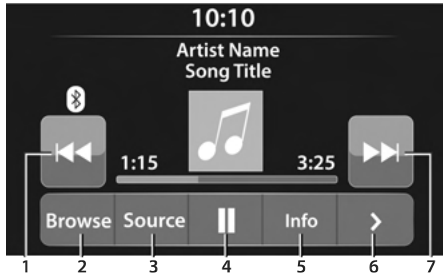 10:10
Artist Name
Song Title
1:15 3:25
Browse Source Info
1 2 3 4 5 6 7